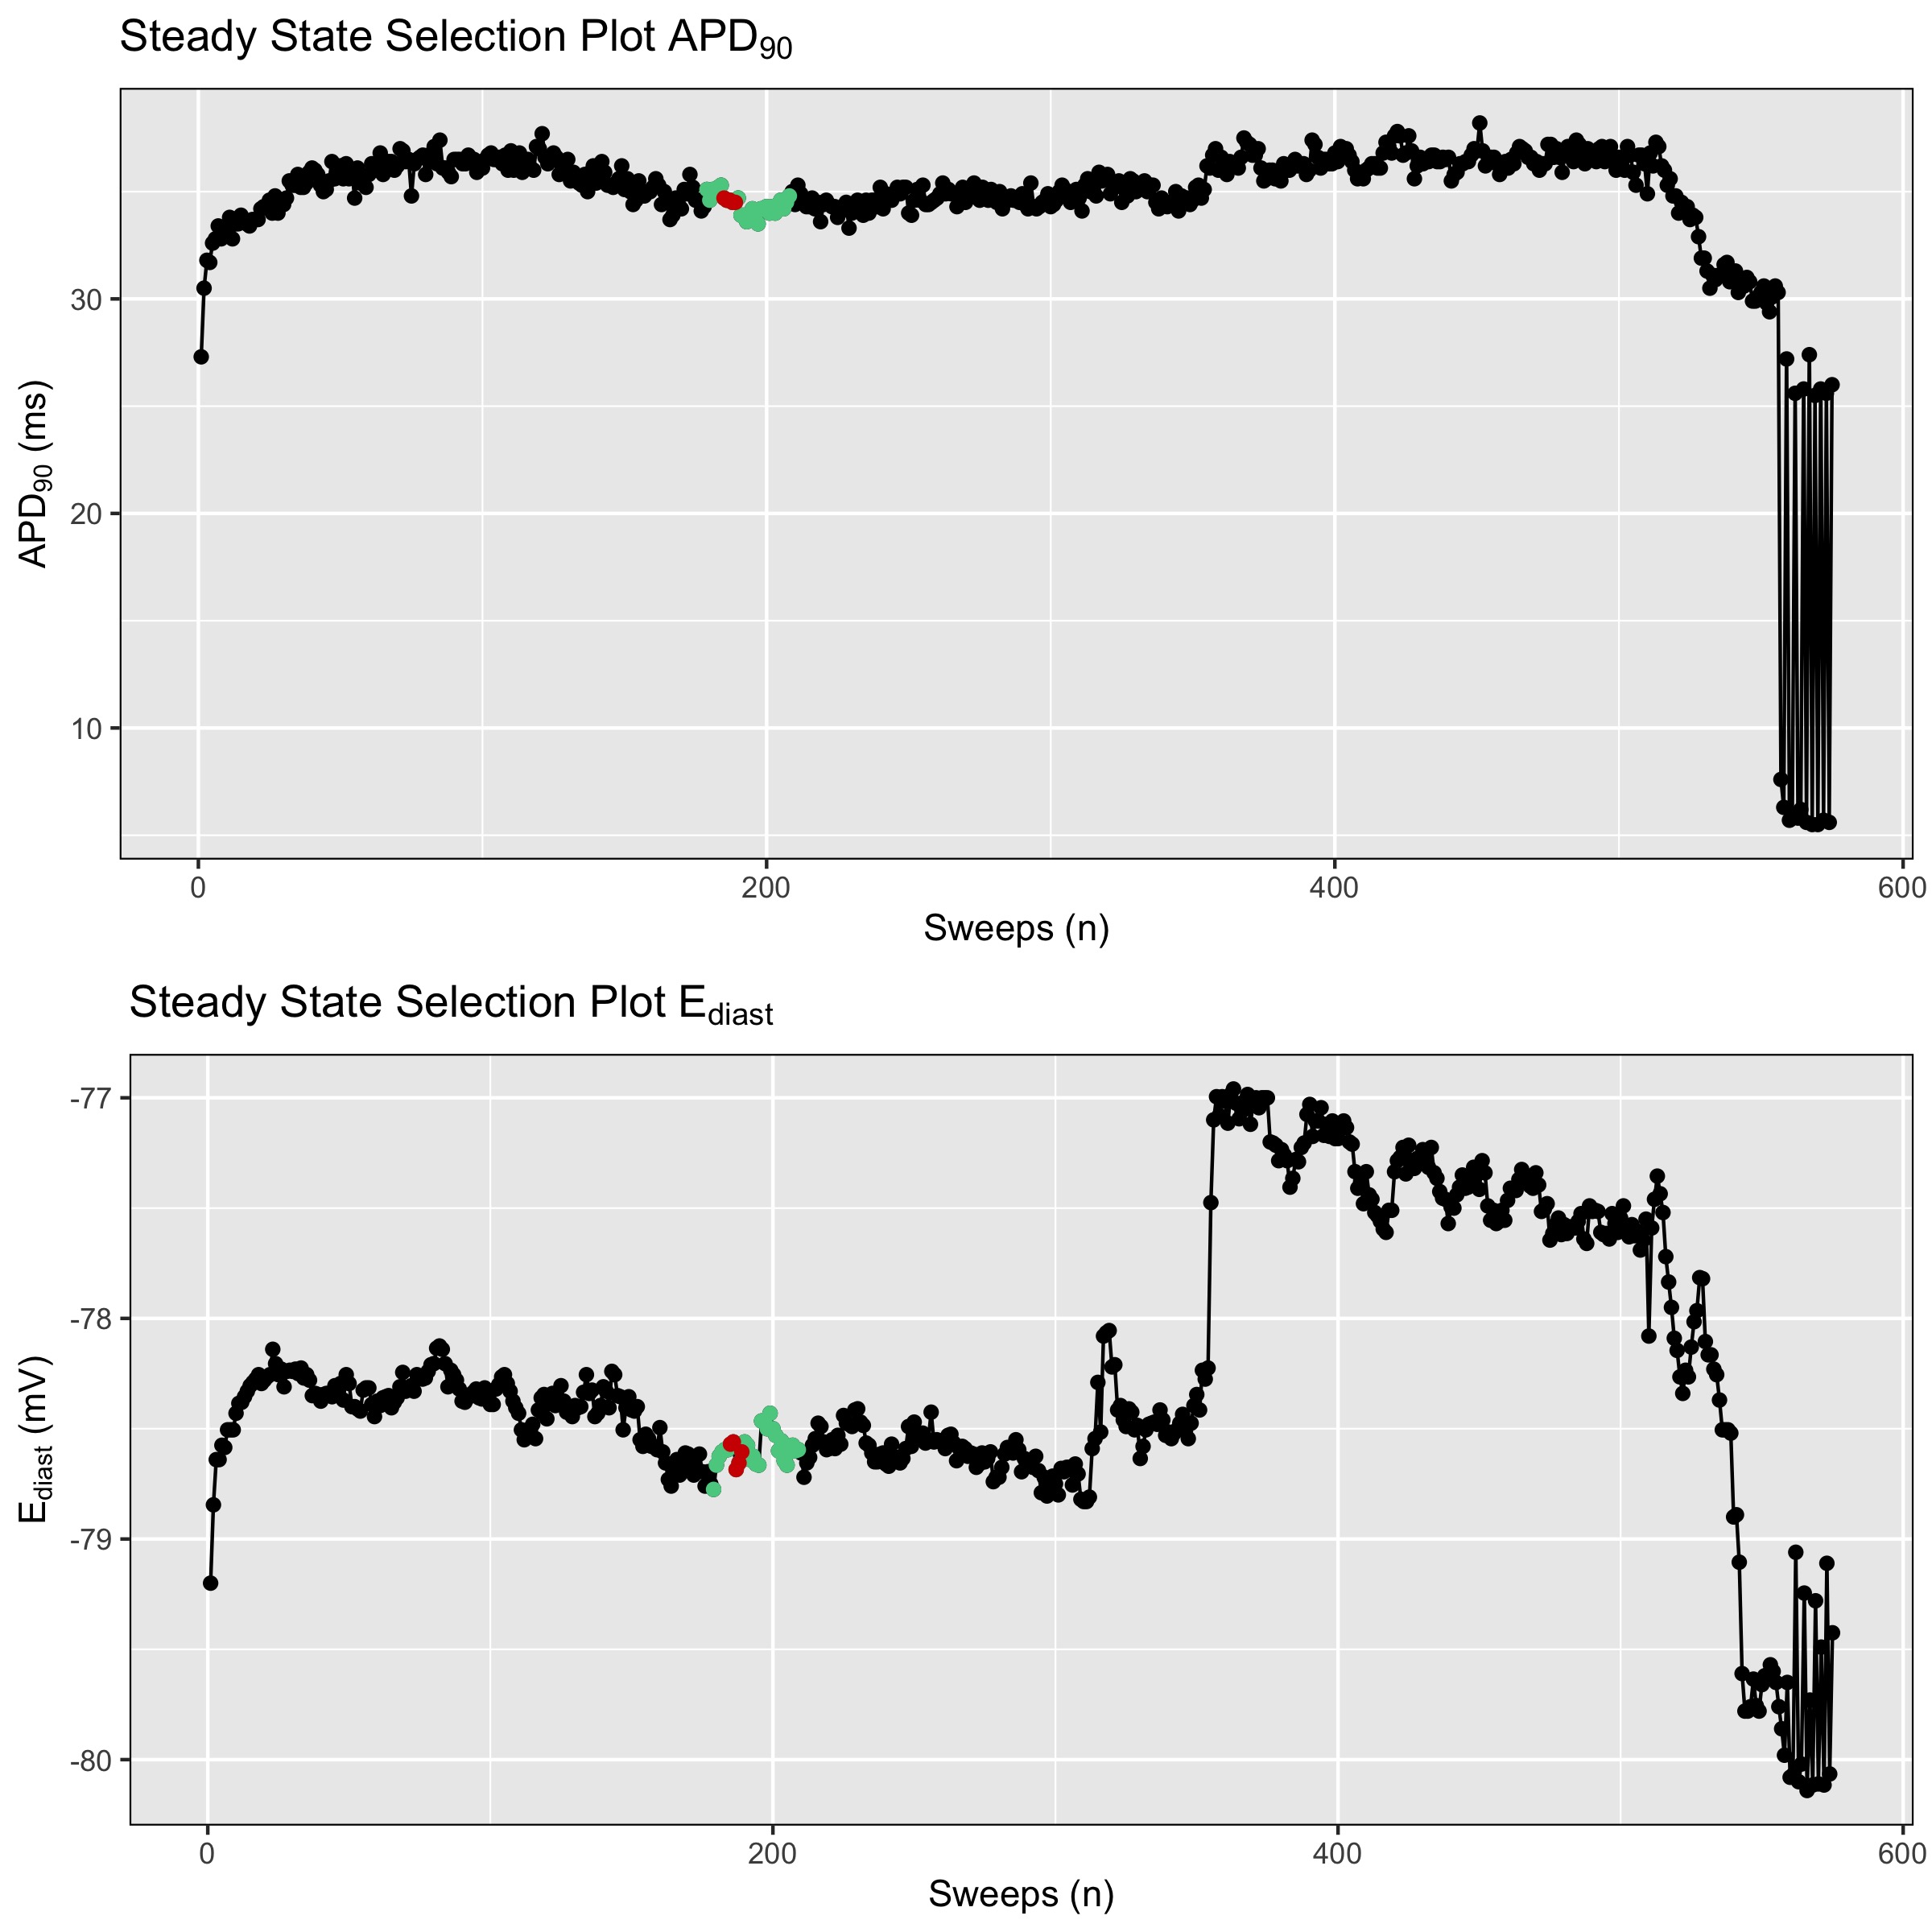 Steady State Selection Plot APD90
APD90 (ms)
30
20
10
0 200 400 600
Sweeps (n)
Steady State Selection Plot Ediast
Ediast (mV)
-77
-78
-79
-80
0 200 400 600
Sweeps (n)